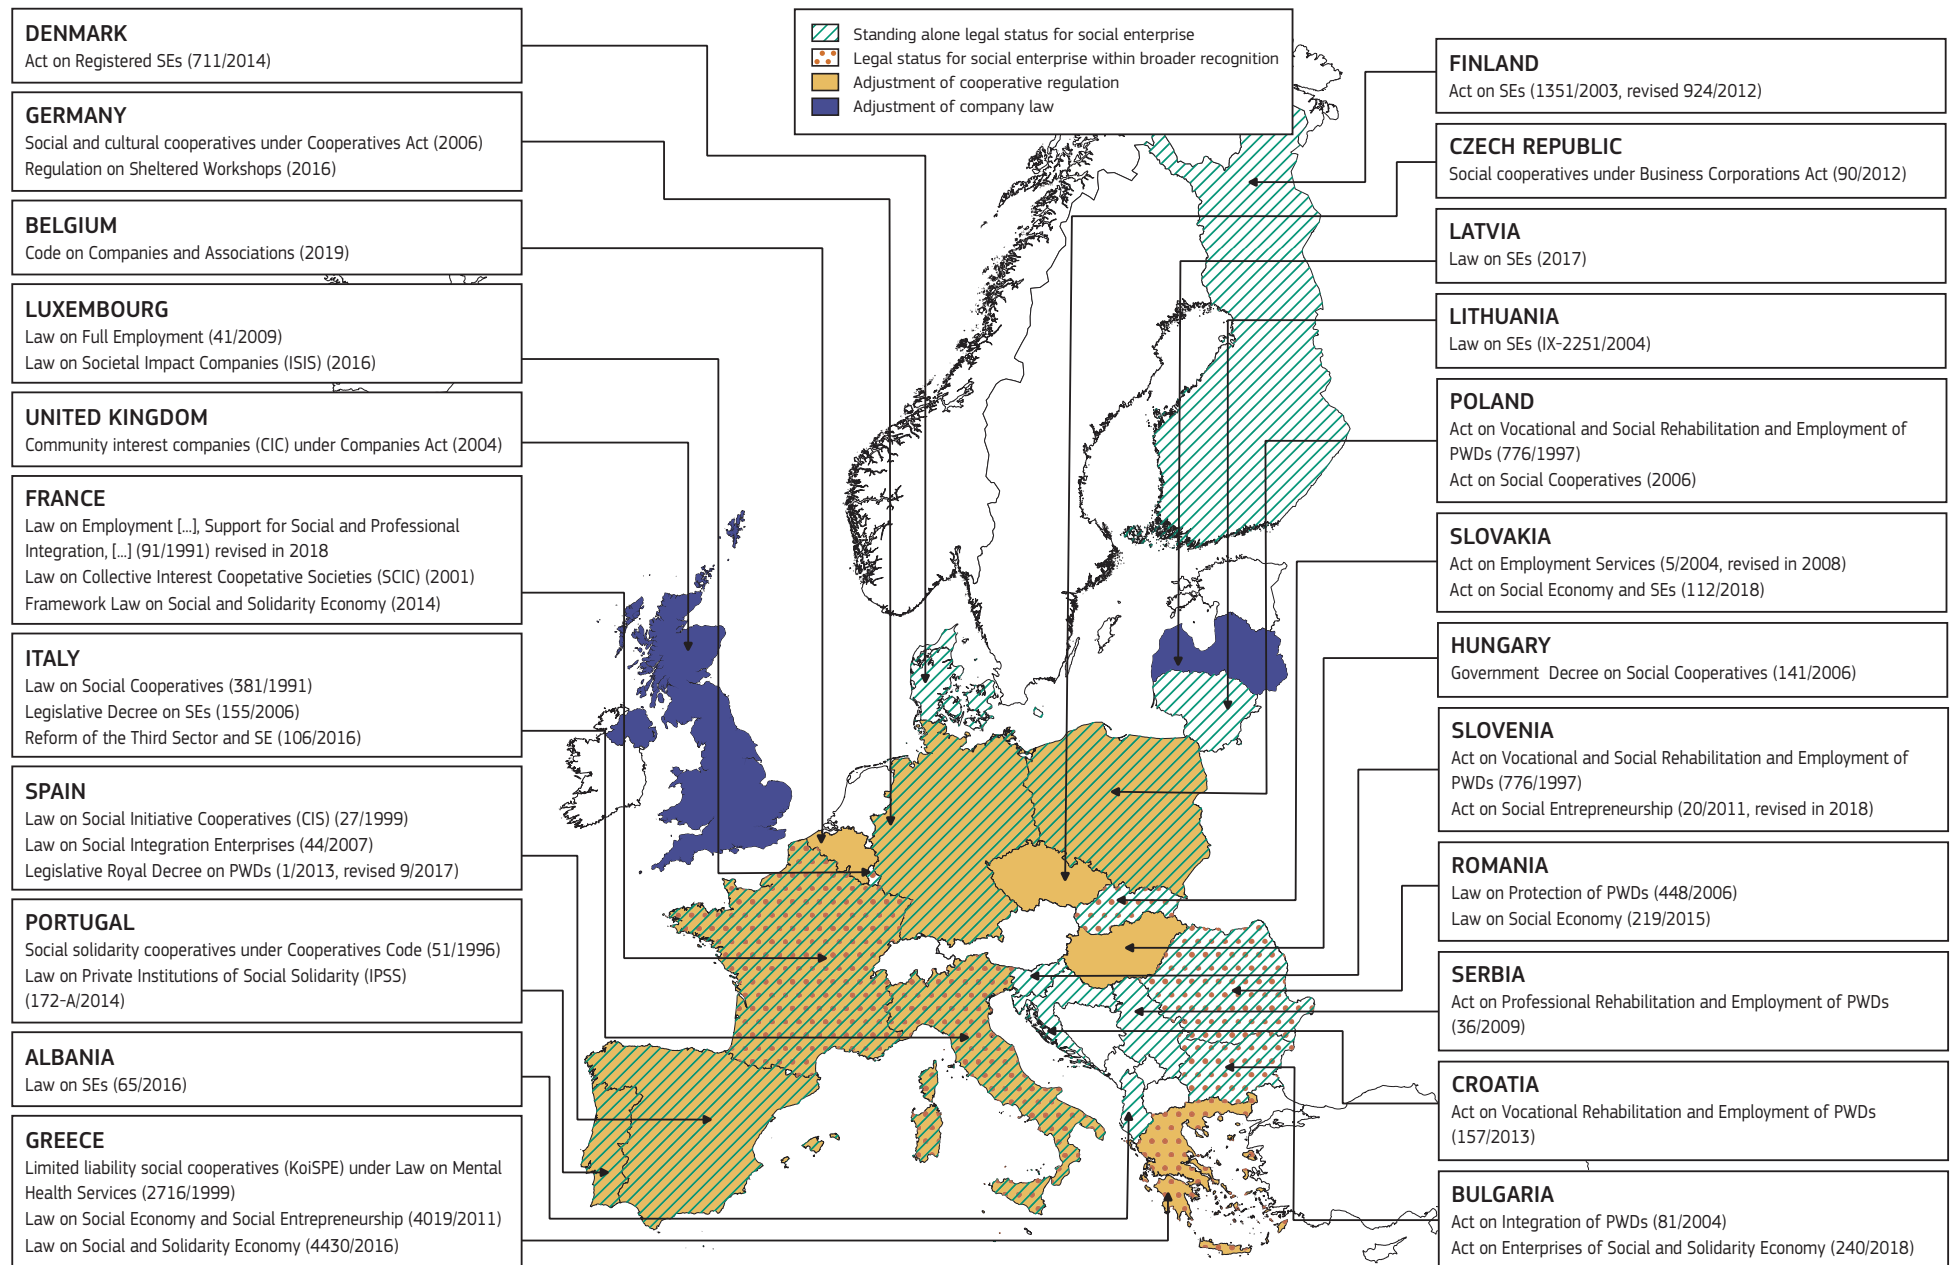 DENMARK
Act on Registered SEs (711/2014)
GERMANY
Social and cultural cooperatives under Cooperatives Act (2006)
Regulation on Sheltered Workshops (2016)
BELGIUM
Code on Companies and Associations (2019)
LUXEMBOURG
Law on Full Employment (41/2009)
Law on Societal Impact Companies (ISIS) (2016)
UNITED KINGDOM
Community interest companies (CIC) under Companies Act (2004)
FRANCE
Law on Employment [...], Support for Social and Professional
Integration, [...] (91/1991) revised in 2018
Law on Collective Interest Coopetative Societies (SCIC) (2001)
Framework Law on Social and Solidarity Economy (2014)
ITALY
Law on Social Cooperatives (381/1991)
Legislative Decree on SEs (155/2006)
Reform of the Third Sector and SE (106/2016)
SPAIN
Law on Social Initiative Cooperatives (CIS) (27/1999)
Law on Social Integration Enterprises (44/2007)
Legislative Royal Decree on PWDs (1/2013, revised 9/2017)
PORTUGAL
Social solidarity cooperatives under Cooperatives Code (51/1996)
Law on Private Institutions of Social Solidarity (IPSS)
(172-A/2014)
ALBANIA
Law on SEs (65/2016)
GREECE
Limited liability social cooperatives (KoiSPE) under Law on Mental
Health Services (2716/1999)
Law on Social Economy and Social Entrepreneurship (4019/2011)
Law on Social and Solidarity Economy (4430/2016)
Standing alone legal status for social enterprise
Legal status for social enterprise within broader recognition
Adjustment of cooperative regulation
Adjustment of company law
FINLAND
Act on SEs (1351/2003, revised 924/2012)
CZECH REPUBLIC
Social cooperatives under Business Corporations Act (90/2012)
LATVIA
Law on SEs (2017)
LITHUANIA
Law on SEs (IX-2251/2004)
POLAND
Act on Vocational and Social Rehabilitation and Employment of
PWDs (776/1997)
Act on Social Cooperatives (2006)
SLOVAKIA
Act on Employment Services (5/2004, revised in 2008)
Act on Social Economy and SEs (112/2018)
HUNGARY
Government Decree on Social Cooperatives (141/2006)
SLOVENIA
Act on Vocational and Social Rehabilitation and Employment of
PWDs (776/1997)
Act on Social Entrepreneurship (20/2011, revised in 2018)
ROMANIA
Law on Protection of PWDs (448/2006)
Law on Social Economy (219/2015)
SERBIA
Act on Professional Rehabilitation and Employment of PWDs
(36/2009)
CROATIA
Act on Vocational Rehabilitation and Employment of PWDs
(157/2013)
BULGARIA
Act on Integration of PWDs (81/2004)
Act on Enterprises of Social and Solidarity Economy (240/2018)